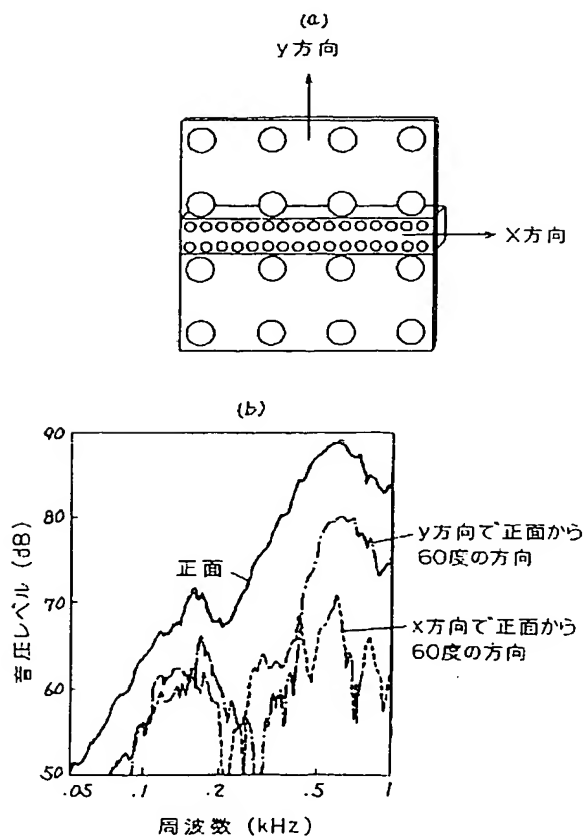 (a)
y方向
X方向
(b)
90
80
70
60
50
音圧レベル (dB)
正面
y方向で正面から
60度の方向
x方向で正面から
60度の方向
.05
.1
.2
.5
1
周波数 (kHz)